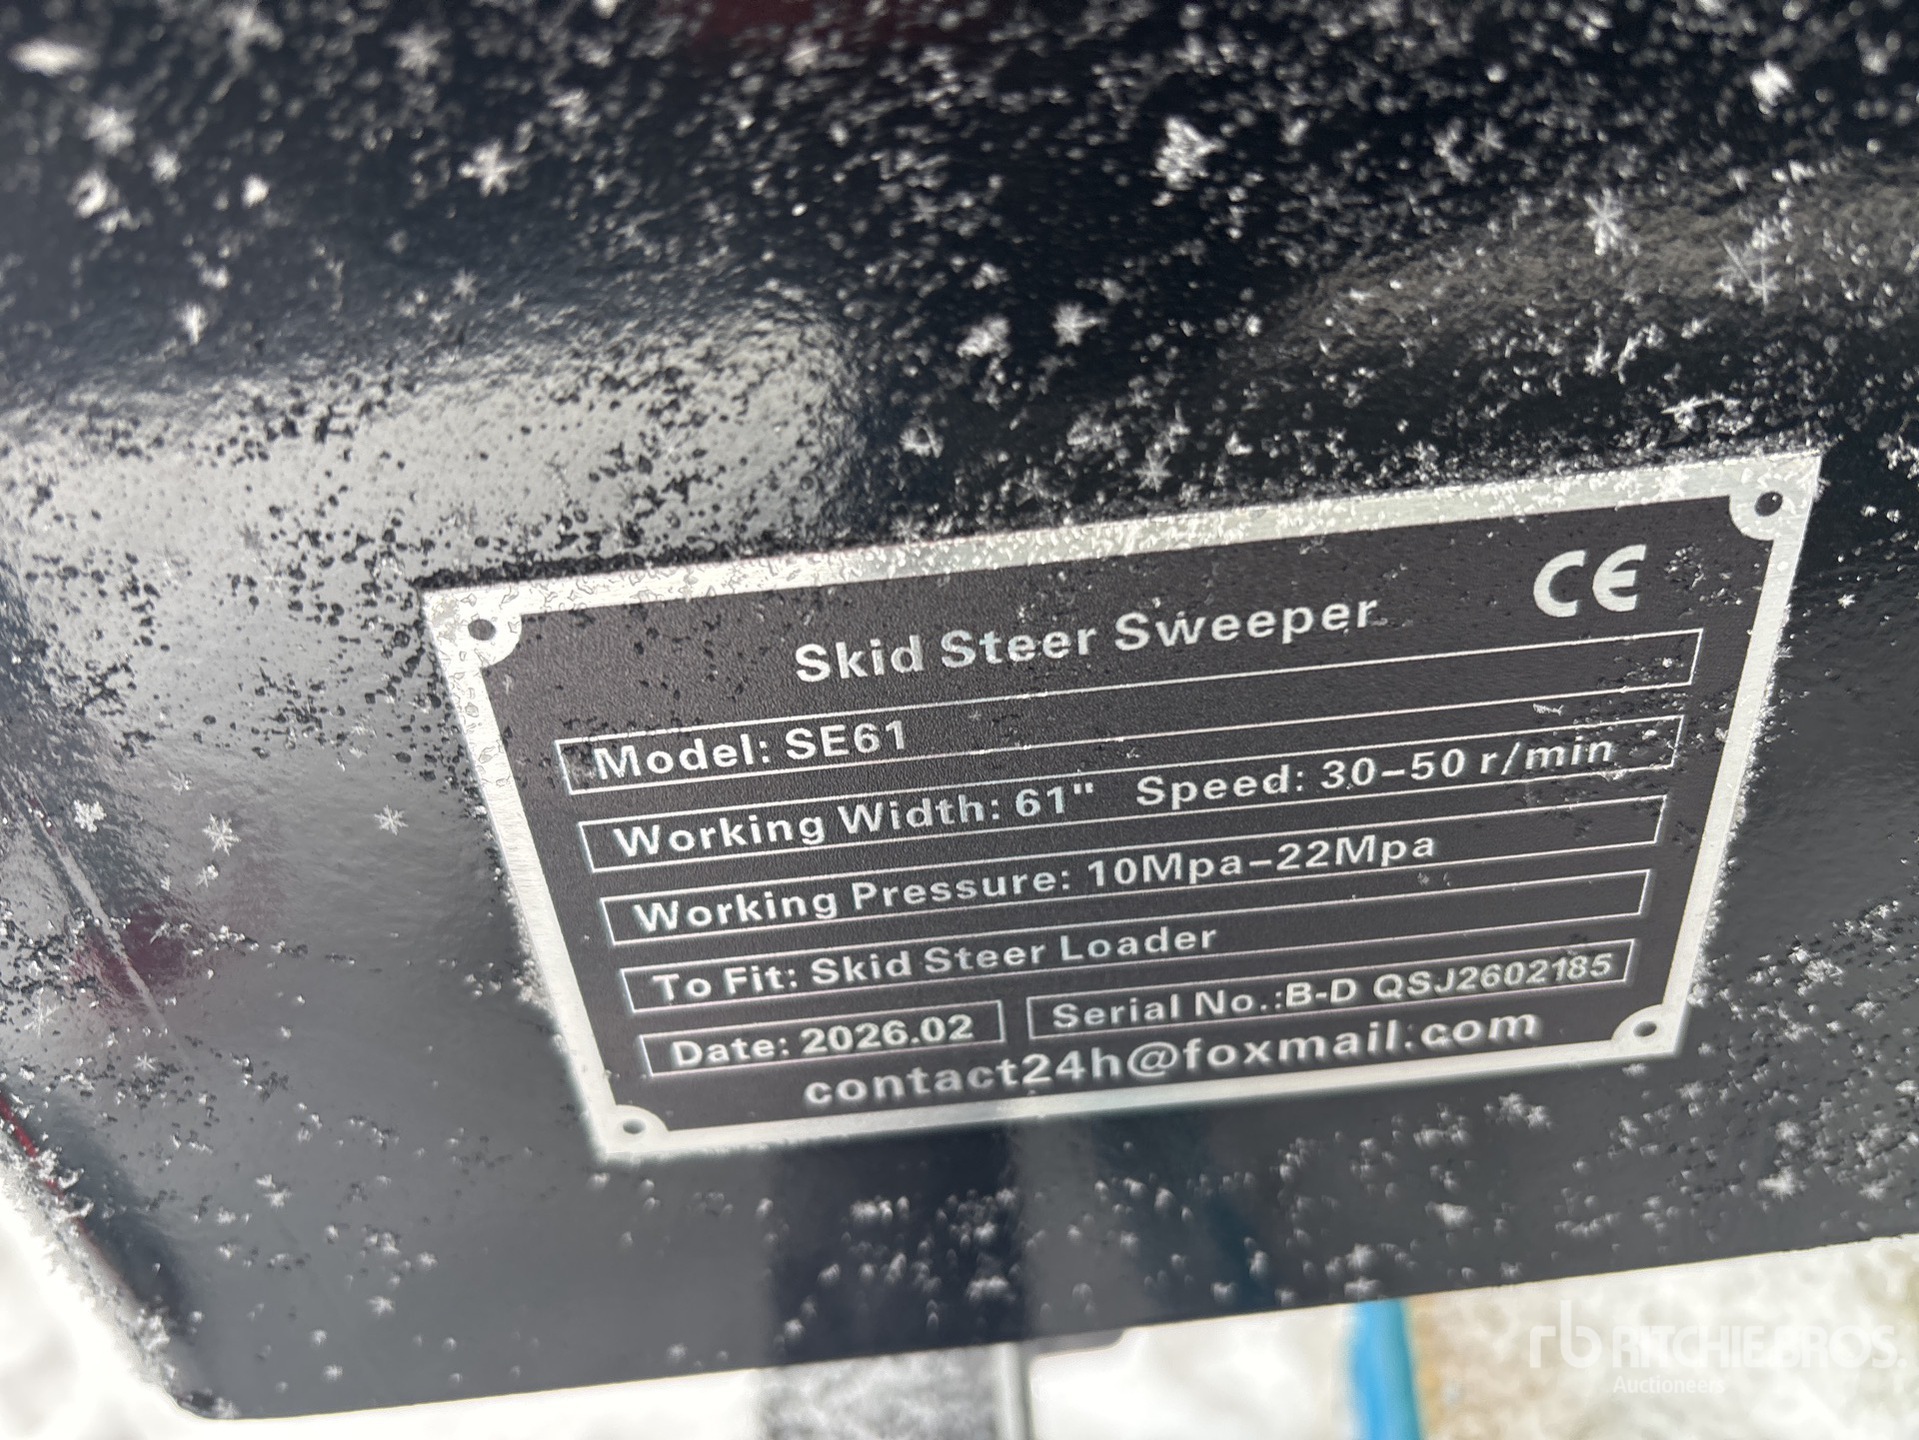 CE
Skid Steer Sweeper
Model: SE61
Working Width: 61" Speed: 30-50 r/min
Working Pressure: 10Mpa-22Mpa
To Fit: Skid Steer Loader
Date: 2026.02 Serial No.:B-D QSJ2602185
contact24h@foxmail.com
rb RITCHIE BROS.
Auctioneers